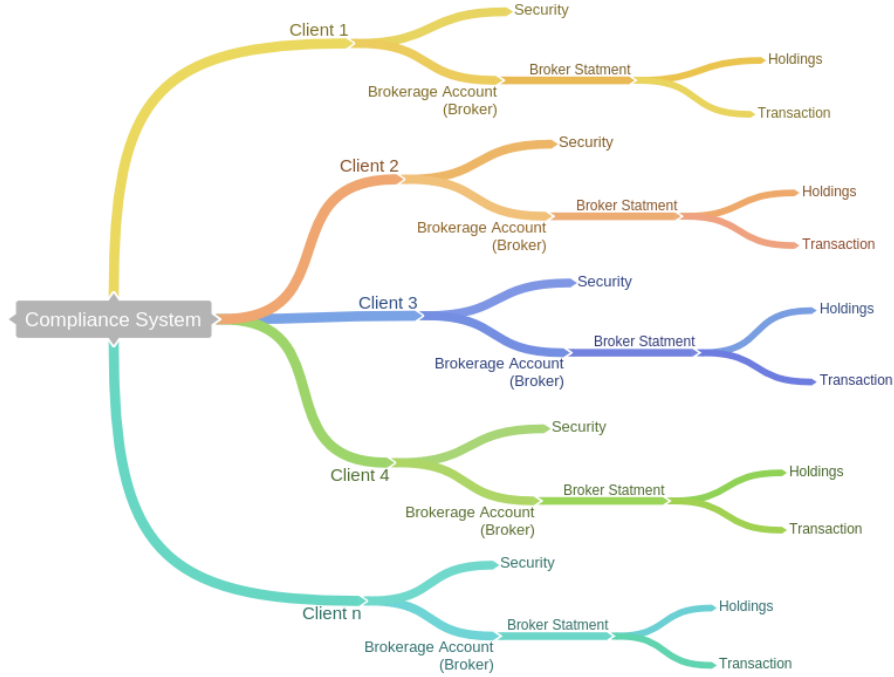 Client 1
Security
Brokerage Account
(Broker)
Broker Statment
Holdings
Transaction
Client 2
Security
Brokerage Account
(Broker)
Broker Statment
Holdings
Transaction
Compliance System
Client 3
Security
Brokerage Account
(Broker)
Broker Statment
Holdings
Transaction
Client 4
Security
Brokerage Account
(Broker)
Broker Statment
Holdings
Transaction
Client n
Security
Brokerage Account
(Broker)
Broker Statment
Holdings
Transaction